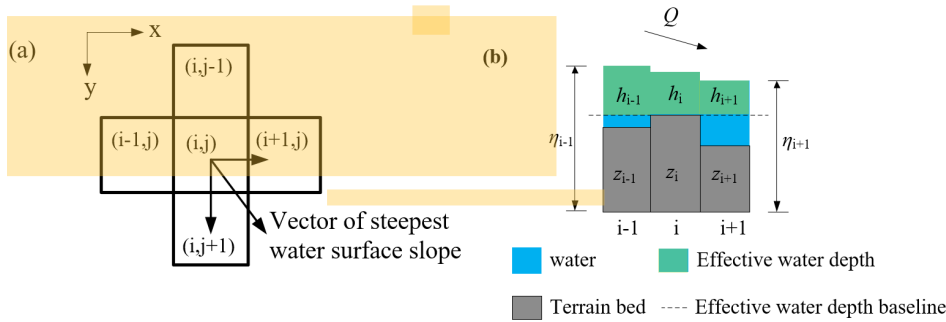 (a)
x
y
(i,j-1)
(i-1,j)
(i,j)
(i+1,j)
(i,j+1)
Vector of steepest
water surface slope
(b)
Q
h_{i-1}
h_i
h_{i+1}
η_{i-1}
η_{i+1}
z_{i-1}
z_i
z_{i+1}
i-1
i
i+1
water
Effective water depth
Terrain bed
Effective water depth baseline